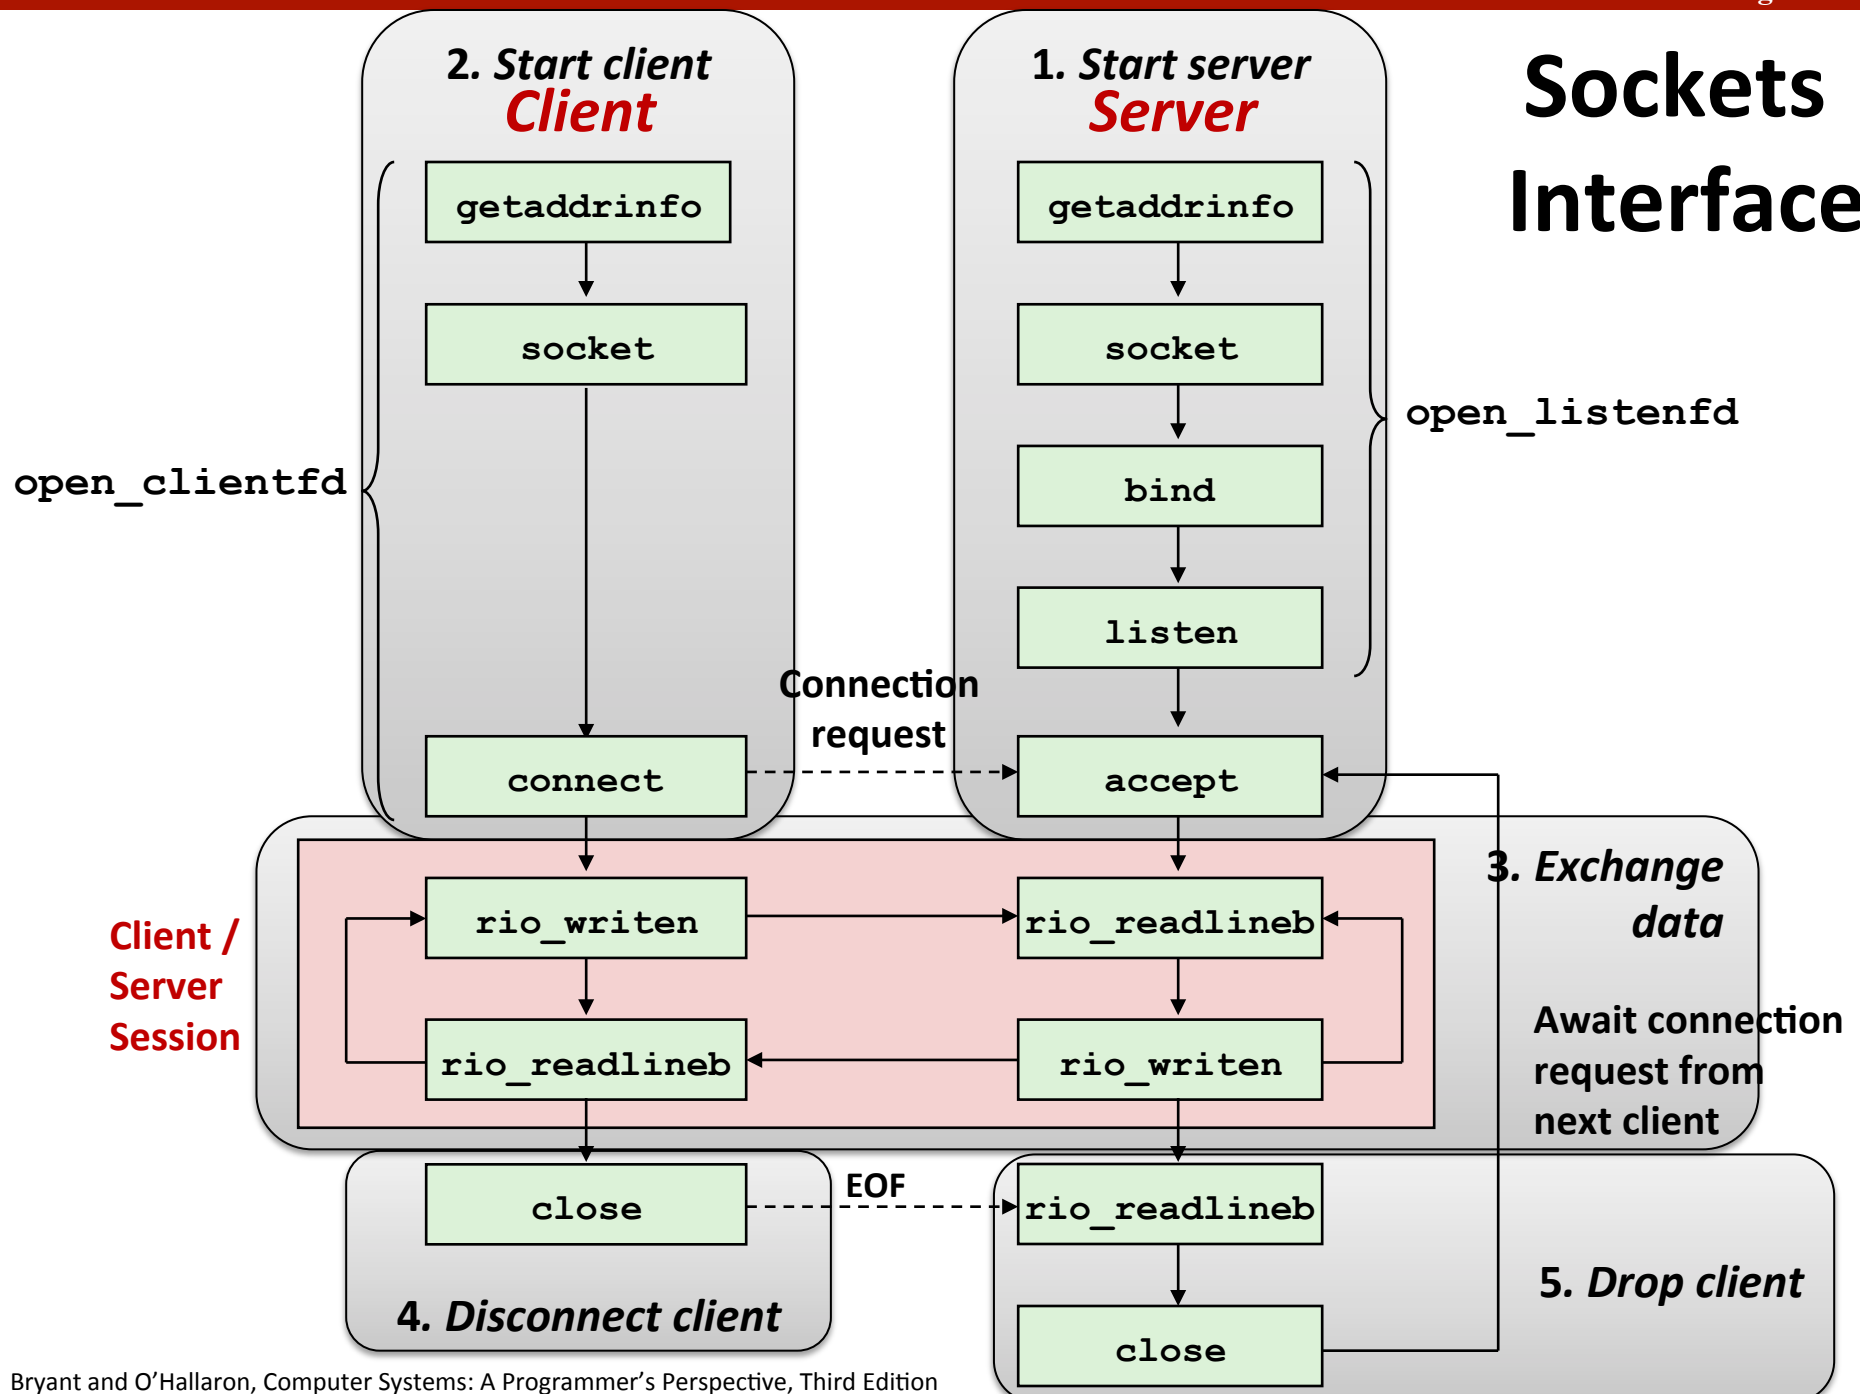 Sockets
Interface
2. Start client
Client
1. Start server
Server
getaddrinfo
getaddrinfo
socket
socket
open_listenfd
open_clientfd
bind
listen
Connection
request
connect
accept
3. Exchange
data
Client /
Server
Session
rio_writen
rio_readlineb
rio_readlineb
rio_writen
Await connection
request from
next client
close
EOF
rio_readlineb
4. Disconnect client
5. Drop client
close
Bryant and O’Hallaron, Computer Systems: A Programmer’s Perspective, Third Edition